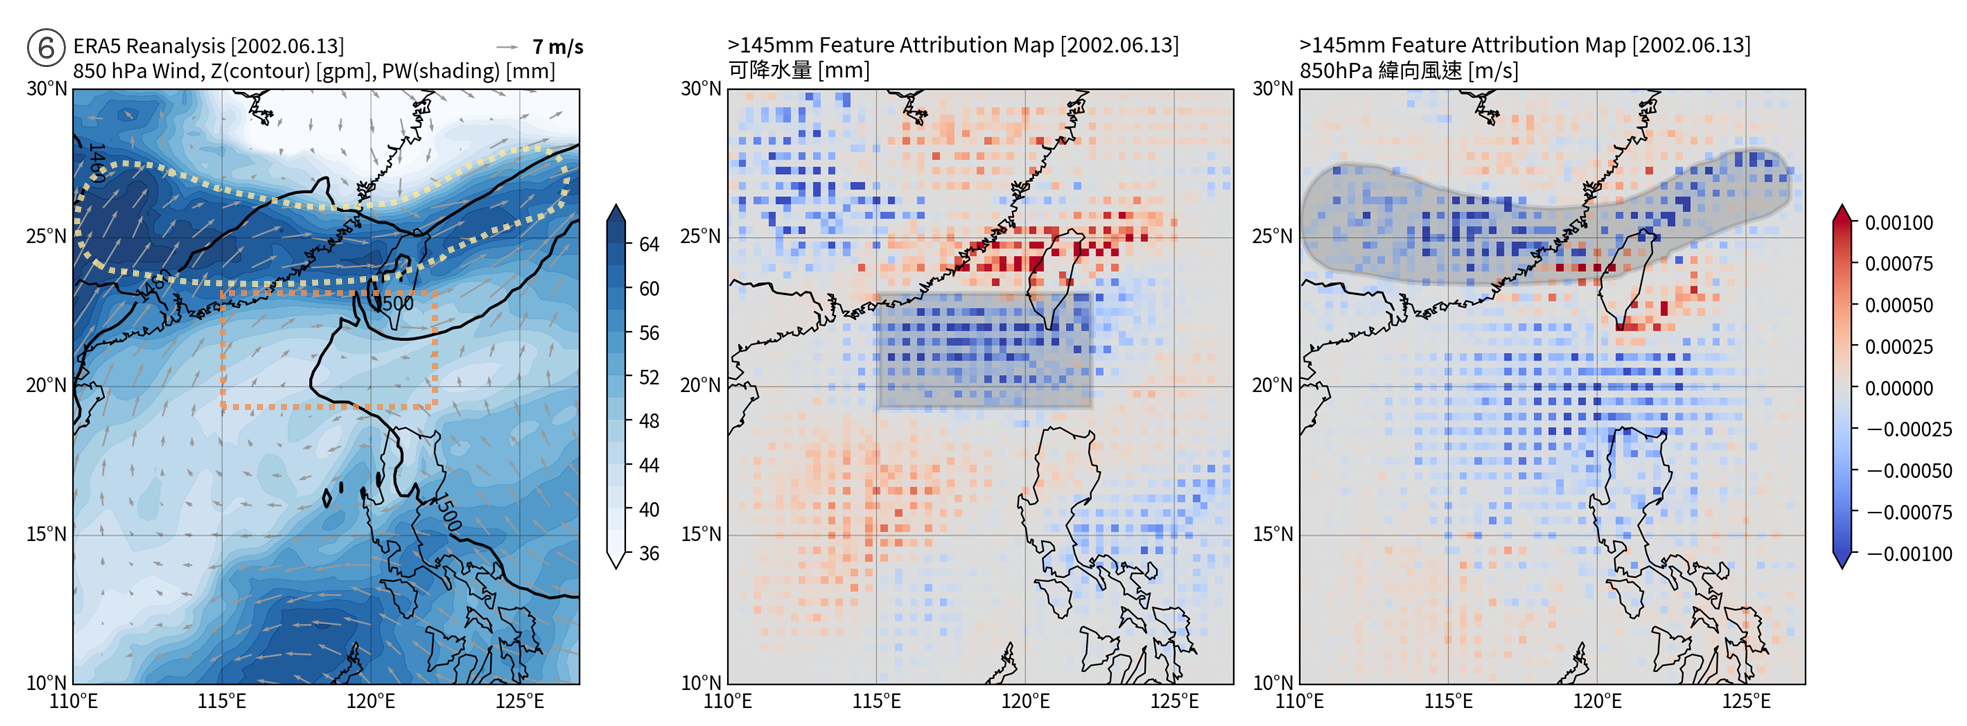 ⑥ ERA5 Reanalysis [2002.06.13]
850 hPa Wind, Z(contour) [gpm], PW(shading) [mm]
7 m/s
30°N
25°N
20°N
15°N
10°N
110°E 115°E 120°E 125°E
1500
1500
64
60
56
52
48
44
40
36
>145mm Feature Attribution Map [2002.06.13]
可降水量 [mm]
30°N
25°N
20°N
15°N
10°N
110°E 115°E 120°E 125°E
>145mm Feature Attribution Map [2002.06.13]
850hPa 緯向風速 [m/s]
30°N
25°N
20°N
15°N
10°N
110°E 115°E 120°E 125°E
0.00100
0.00075
0.00050
0.00025
0.00000
−0.00025
−0.00050
−0.00075
−0.00100